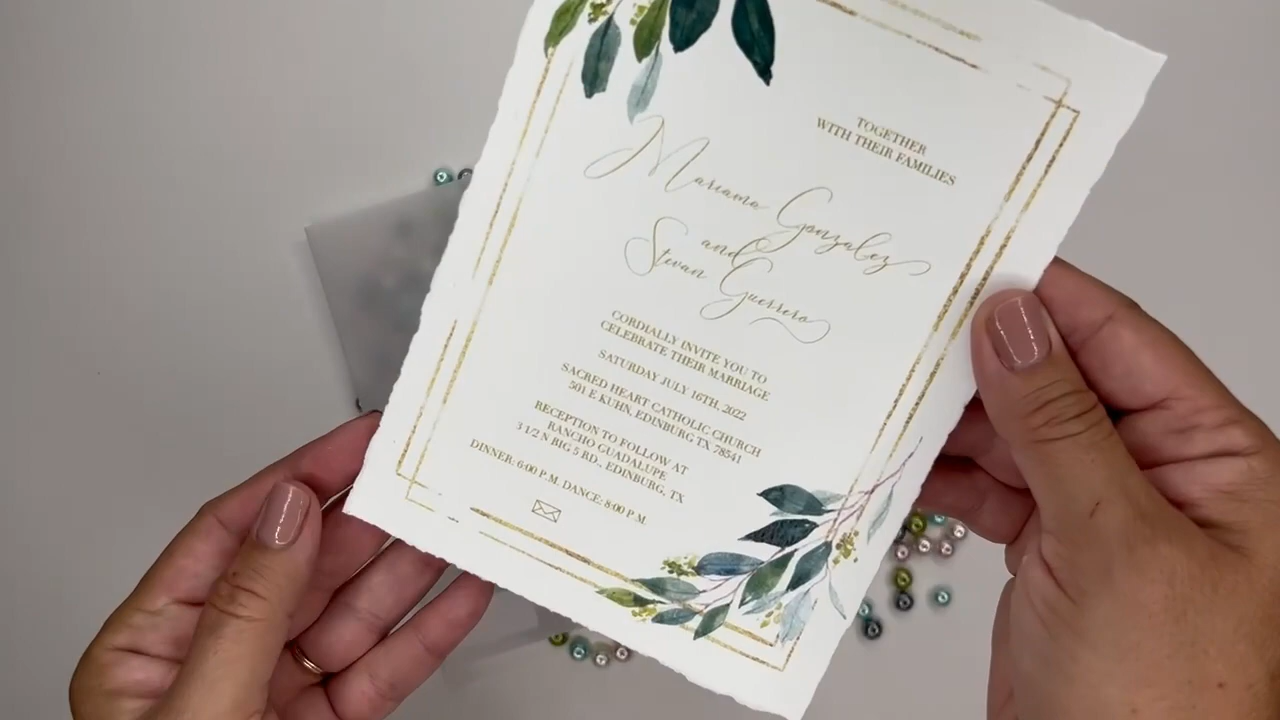 TOGETHER
WITH THEIR FAMILIES
Mariana Gonzalez
and
Stevan Guerrero
CORDIALLY INVITE YOU TO
CELEBRATE THEIR MARRIAGE
SATURDAY JULY 16TH, 2022
SACRED HEART CATHOLIC CHURCH
501 E KUHN, EDINBURG TX 78541
RECEPTION TO FOLLOW AT
RANCHO GUADALUPE
3 1/2 N BIG 5 RD., EDINBURG, TX
DINNER: 6:00 P.M. DANCE: 8:00 P.M.